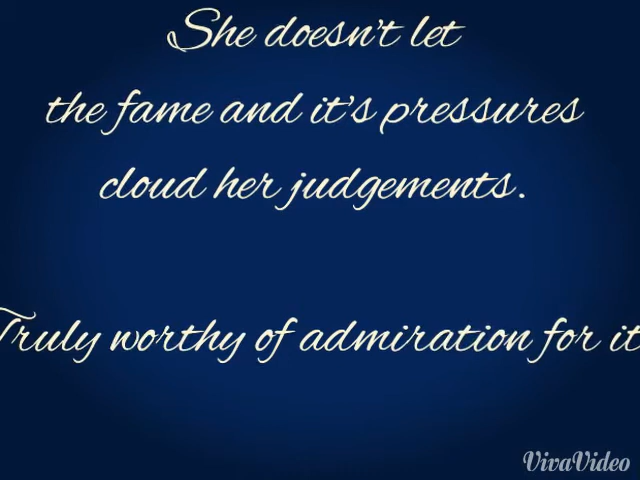 She doesn't let
the fame and it's pressures
cloud her judgements.
Truly worthy of admiration for it
VivaVideo